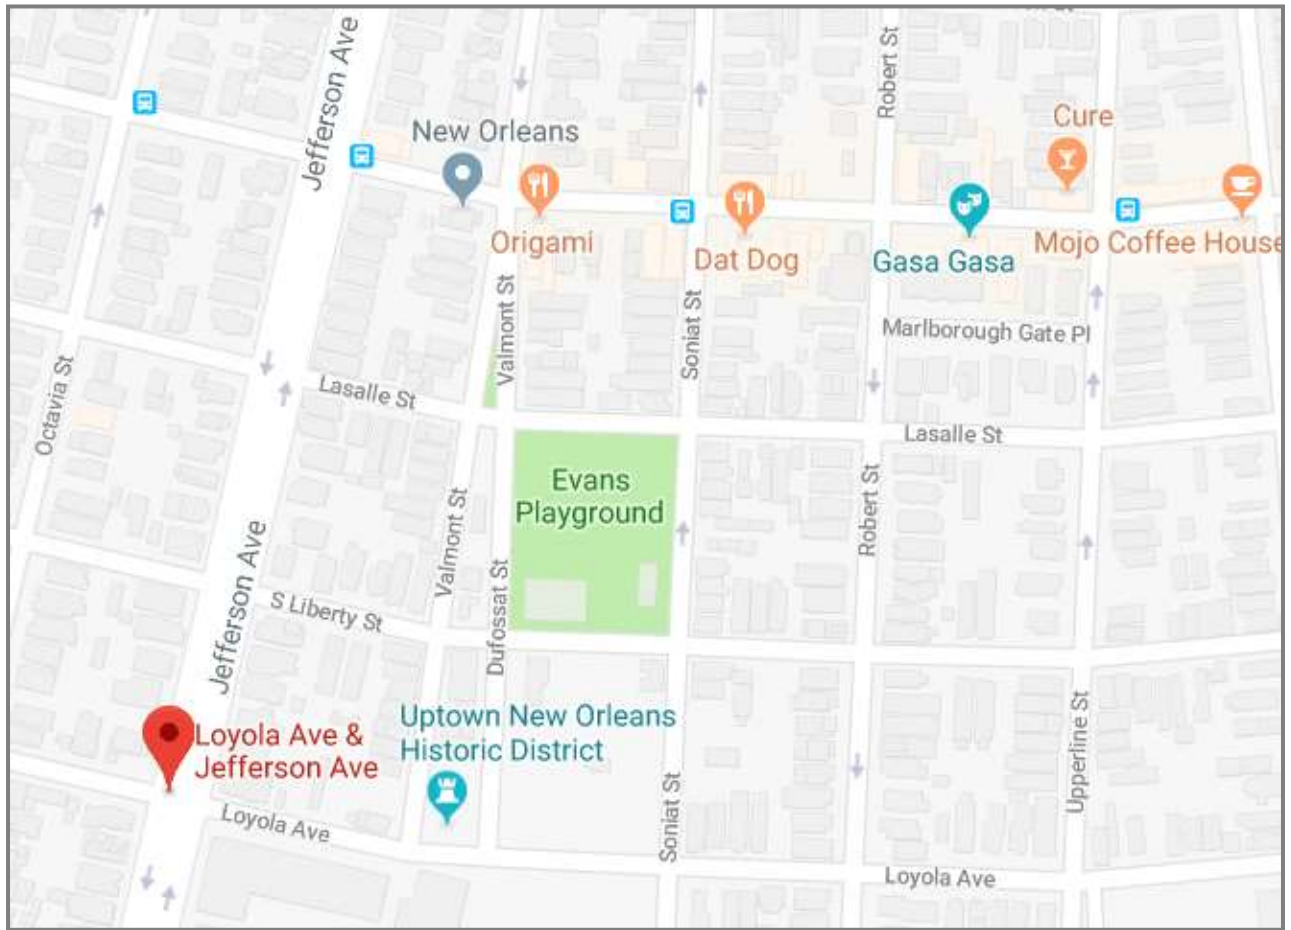 Jefferson Ave
Robert St
Cure
New Orleans
Origami
Dat Dog
Gasa Gasa
Mojo Coffee House
Valmont St
Soniat St
Marlborough Gate Pl
Octavia St
Lasalle St
Lasalle St
Evans
Playground
Robert St
Valmont St
Jefferson Ave
Dufossat St
S Liberty St
Uptown New Orleans
Historic District
Loyola Ave &
Jefferson Ave
Upperline St
Soniat St
Loyola Ave
Loyola Ave